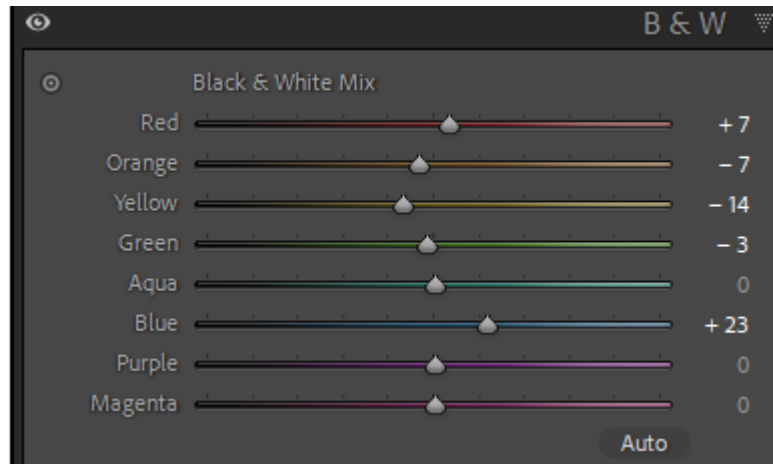 B & W
Black & White Mix
Red + 7
Orange − 7
Yellow − 14
Green − 3
Aqua 0
Blue + 23
Purple 0
Magenta 0
Auto